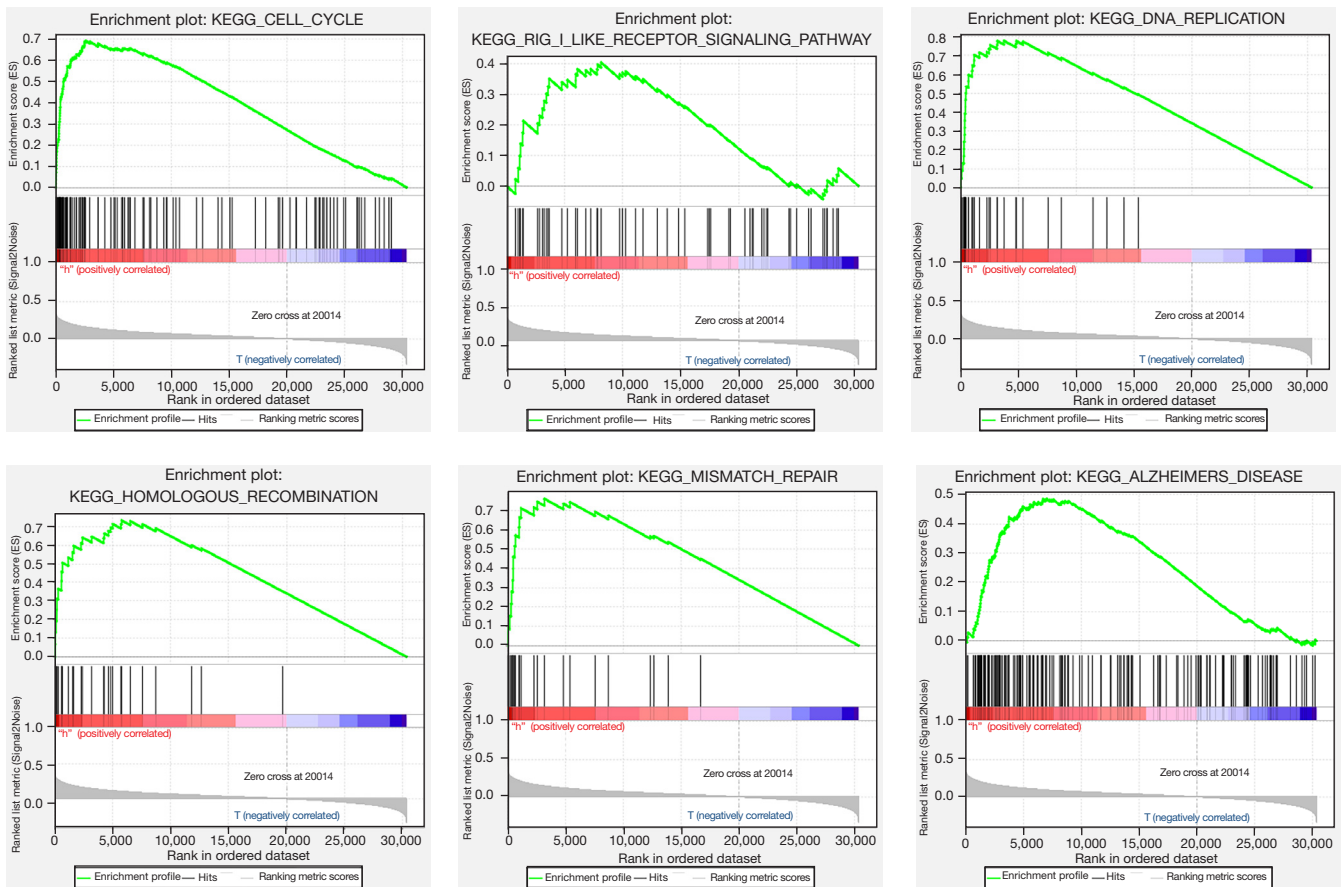 Enrichment plot: KEGG_CELL_CYCLE
0.7
0.6
0.5
0.4
0.3
0.2
0.1
0.0
Enrichment score (ES)
1.0
0.5
0.0
Ranked list metric (Signal2Noise)
“h” (positively correlated)
Zero cross at 20014
T (negatively correlated)
0 5,000 10,000 15,000 20,000 25,000 30,000
Rank in ordered dataset
Enrichment profile Hits Ranking metric scores
Enrichment plot:
KEGG_RIG_I_LIKE_RECEPTOR_SIGNALING_PATHWAY
0.4
0.3
0.2
0.1
0.0
Enrichment score (ES)
1.0
0.5
0.0
Ranked list metric (Signal2Noise)
“h” (positively correlated)
Zero cross at 20014
T (negatively correlated)
0 5,000 10,000 15,000 20,000 25,000 30,000
Rank in ordered dataset
Enrichment profile Hits Ranking metric scores
Enrichment plot: KEGG_DNA_REPLICATION
0.8
0.7
0.6
0.5
0.4
0.3
0.2
0.1
0.0
Enrichment score (ES)
1.0
0.5
0.0
Ranked list metric (Signal2Noise)
“h” (positively correlated)
Zero cross at 20014
T (negatively correlated)
0 5,000 10,000 15,000 20,000 25,000 30,000
Rank in ordered dataset
Enrichment profile Hits Ranking metric scores
Enrichment plot:
KEGG_HOMOLOGOUS_RECOMBINATION
0.7
0.6
0.5
0.4
0.3
0.2
0.1
0.0
Enrichment score (ES)
1.0
0.5
0.0
Ranked list metric (Signal2Noise)
“h” (positively correlated)
Zero cross at 20014
T (negatively correlated)
0 5,000 10,000 15,000 20,000 25,000 30,000
Rank in ordered dataset
Enrichment profile Hits Ranking metric scores
Enrichment plot: KEGG_MISMATCH_REPAIR
0.7
0.6
0.5
0.4
0.3
0.2
0.1
0.0
Enrichment score (ES)
1.0
0.5
0.0
Ranked list metric (Signal2Noise)
“h” (positively correlated)
Zero cross at 20014
T (negatively correlated)
0 5,000 10,000 15,000 20,000 25,000 30,000
Rank in ordered dataset
Enrichment profile Hits Ranking metric scores
Enrichment plot: KEGG_ALZHEIMERS_DISEASE
0.5
0.4
0.3
0.2
0.1
0.0
Enrichment score (ES)
1.0
0.5
0.0
Ranked list metric (Signal2Noise)
“h” (positively correlated)
Zero cross at 20014
T (negatively correlated)
0 5,000 10,000 15,000 20,000 25,000 30,000
Rank in ordered dataset
Enrichment profile Hits Ranking metric scores